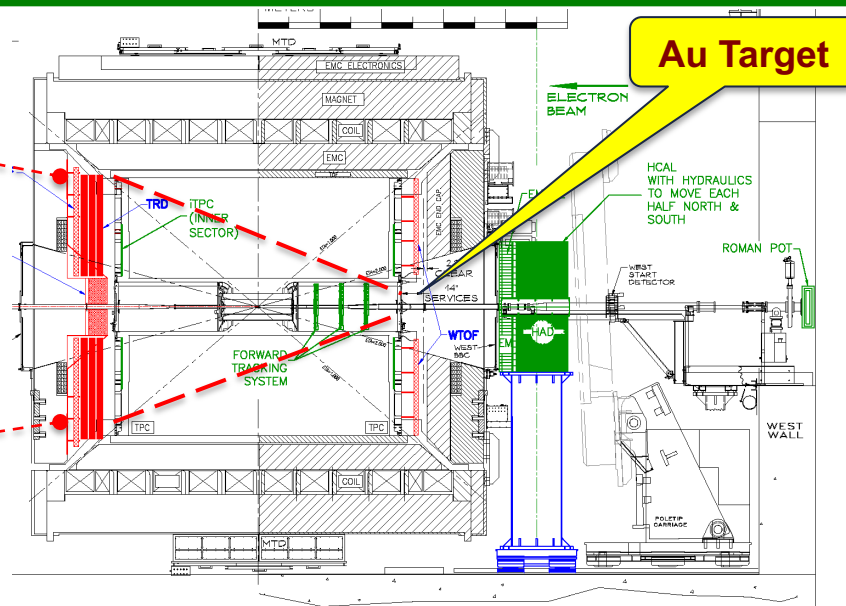 METERS
MTD
EMC ELECTRONICS
MAGNET
COIL
EMC
Au Target
ELECTRON
BEAM
HCAL
WITH HYDRAULICS
TO MOVE EACH
HALF NORTH &
SOUTH
TRD
iTPC
(INNER
SECTOR)
EMC END CAP
ROMAN POT
CLEAR
14"
SERVICES
WEST
START
DETECTOR
WTOF
WEST
BBC
HAD
FORWARD
TRACKING
SYSTEM
TPC
TPC
COIL
WEST
WALL
POLETIP
CARRIAGE
MTD